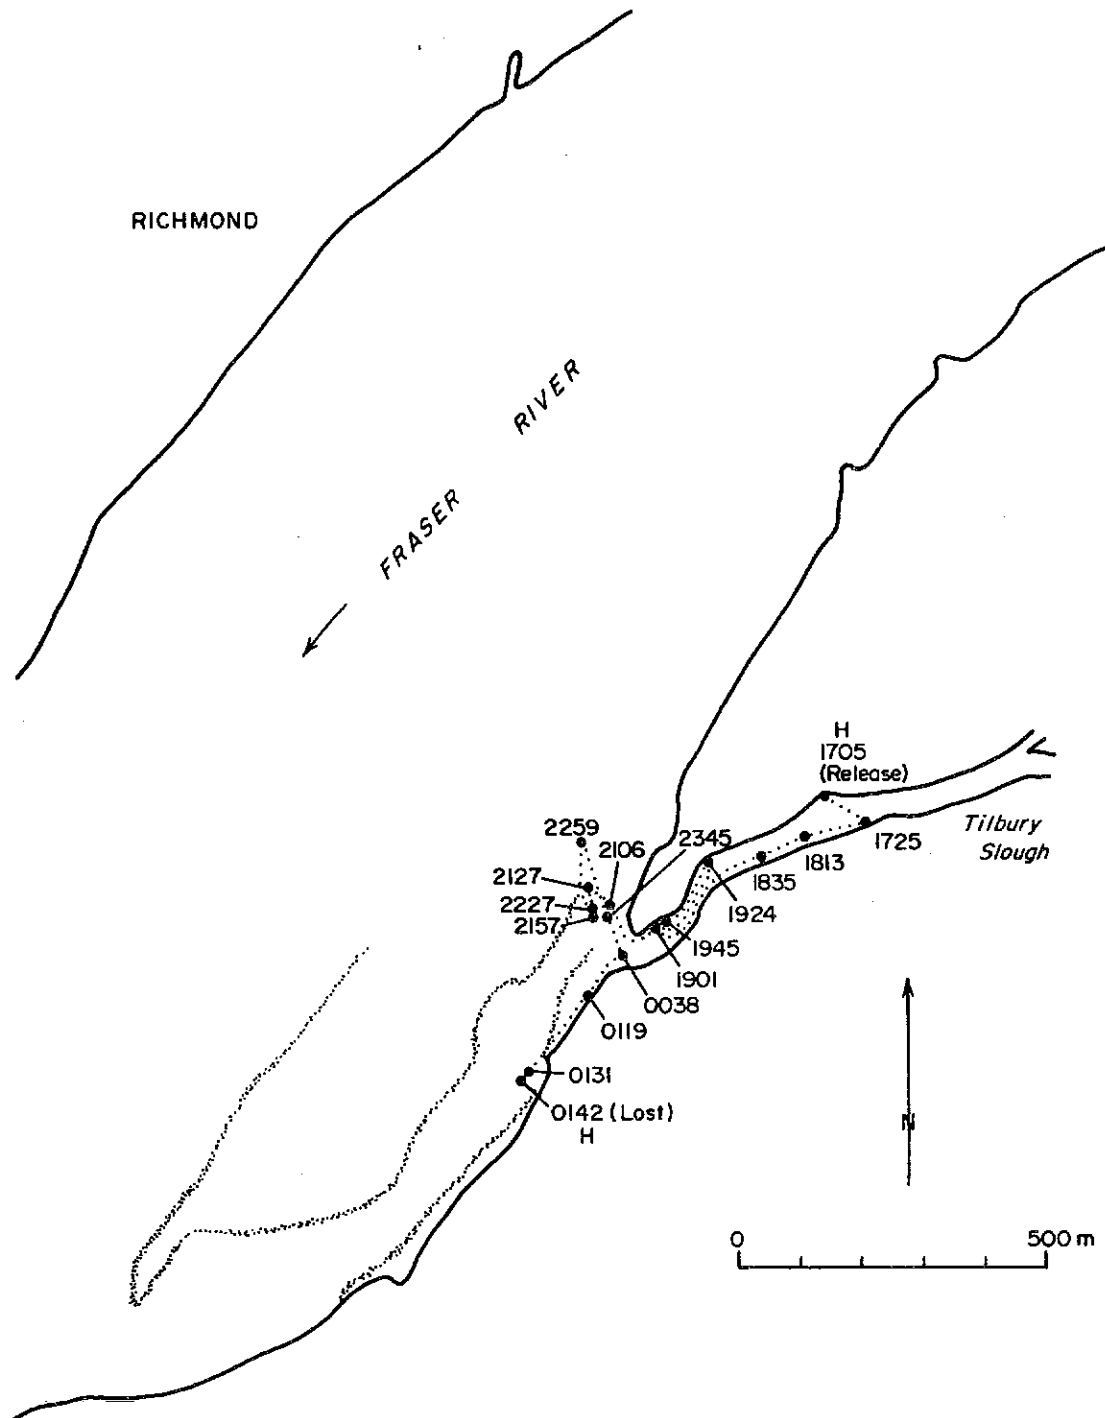 RICHMOND
FRASER RIVER
H
1705
(Release)
2259
2106
2345
Tilbury
Slough
1725
1813
2127
1835
2227
1924
2157
1945
1901
0038
0119
0131
0142 (Lost)
H
N
0 500 m